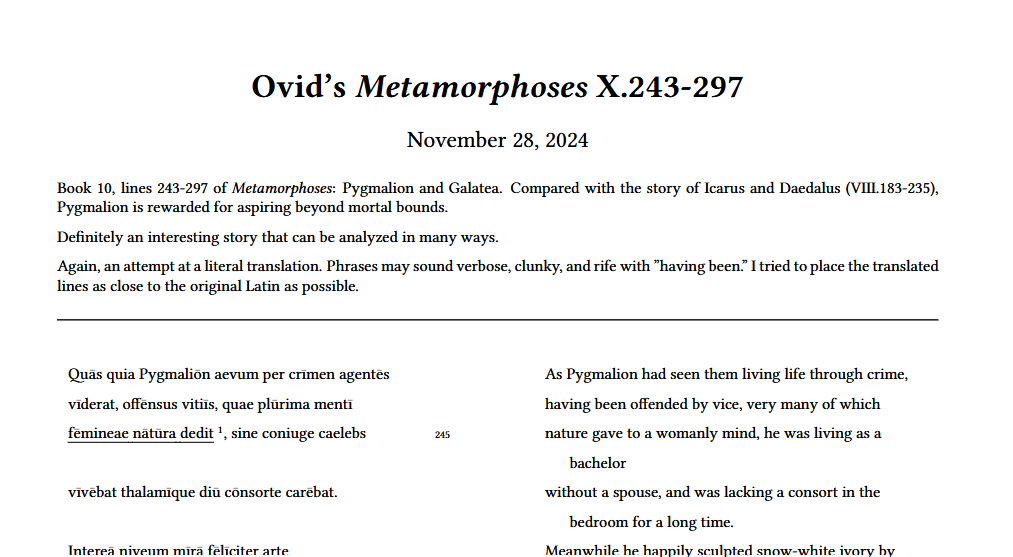 Ovid’s Metamorphoses X.243-297
November 28, 2024
Book 10, lines 243-297 of Metamorphoses: Pygmalion and Galatea. Compared with the story of Icarus and Daedalus (VIII.183-235),
Pygmalion is rewarded for aspiring beyond mortal bounds.
Definitely an interesting story that can be analyzed in many ways.
Again, an attempt at a literal translation. Phrases may sound verbose, clunky, and rife with ”having been.” I tried to place the translated
lines as close to the original Latin as possible.
Quās quia Pygmaliōn aevum per crīmen agentēs
vīderat, offēnsus vitiīs, quae plūrima mentī
fēmineae nātūra dedit ¹, sine coniuge caelebs
245
vīvēbat thalamīque diū cōnsorte carēbat.
Intereā niveum mīrā fēlīciter arte
As Pygmalion had seen them living life through crime,
having been offended by vice, very many of which
nature gave to a womanly mind, he was living as a
bachelor
without a spouse, and was lacking a consort in the
bedroom for a long time.
Meanwhile he happily sculpted snow-white ivory by